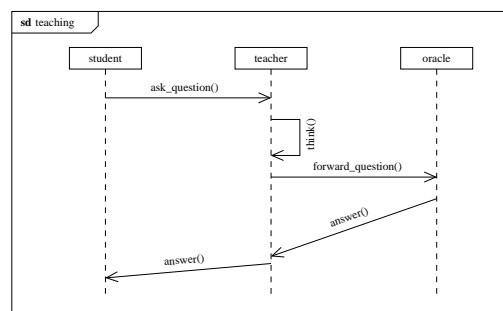 sd teaching
student
teacher
oracle
ask_question()
think()
forward_question()
answer()
answer()